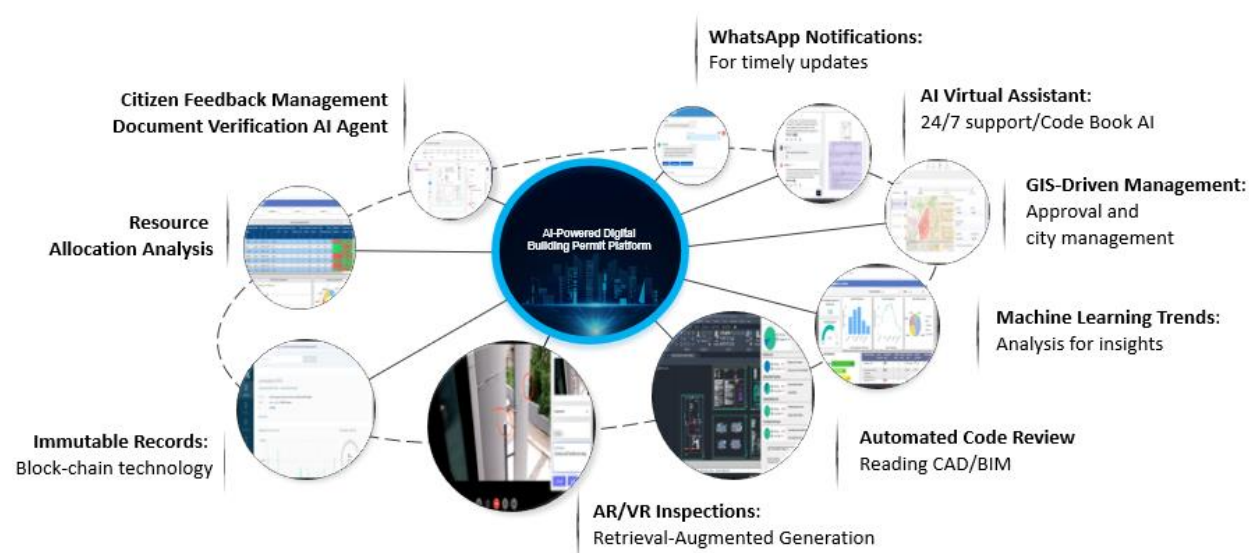 WhatsApp Notifications:
For timely updates
Citizen Feedback Management
Document Verification AI Agent
AI Virtual Assistant:
24/7 support/Code Book AI
GIS-Driven Management:
Approval and
city management
Resource
Allocation Analysis
AI-Powered Digital
Building Permit Platform
Machine Learning Trends:
Analysis for insights
Immutable Records:
Block-chain technology
Automated Code Review
Reading CAD/BIM
AR/VR Inspections:
Retrieval-Augmented Generation